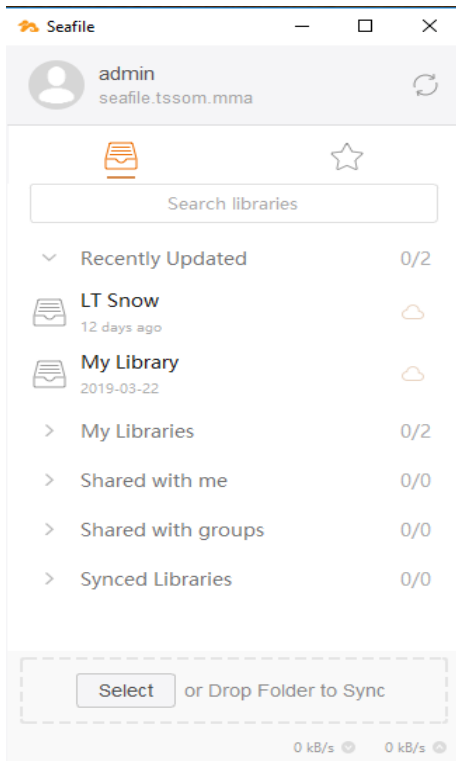 Seafile
admin
seafile.tssom.mma
Search libraries
Recently Updated 0/2
LT Snow
12 days ago
My Library
2019-03-22
My Libraries 0/2
Shared with me 0/0
Shared with groups 0/0
Synced Libraries 0/0
Select or Drop Folder to Sync
0 kB/s 0 kB/s